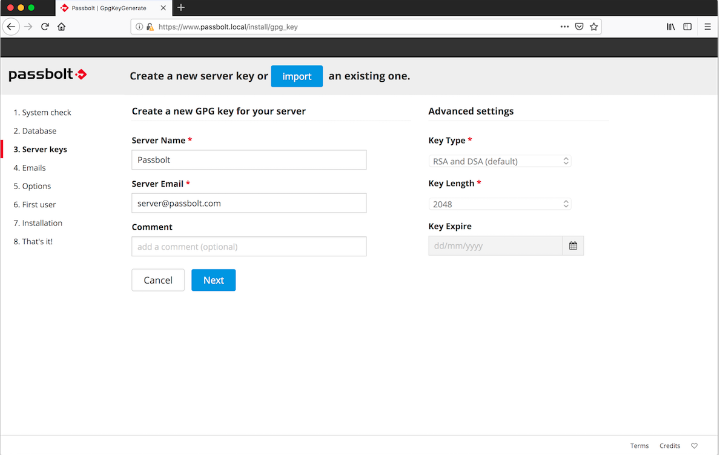 Passbolt | GpgKeyGenerate
https://www.passbolt.local/install/gpg_key
passbolt
Create a new server key or import an existing one.
1. System check
2. Database
3. Server keys
4. Emails
5. Options
6. First user
7. Installation
8. That's it!
Create a new GPG key for your server
Server Name *
Passbolt
Server Email *
server@passbolt.com
Comment
add a comment (optional)
Cancel
Next
Advanced settings
Key Type *
RSA and DSA (default)
Key Length *
2048
Key Expire
dd/mm/yyyy
Terms
Credits